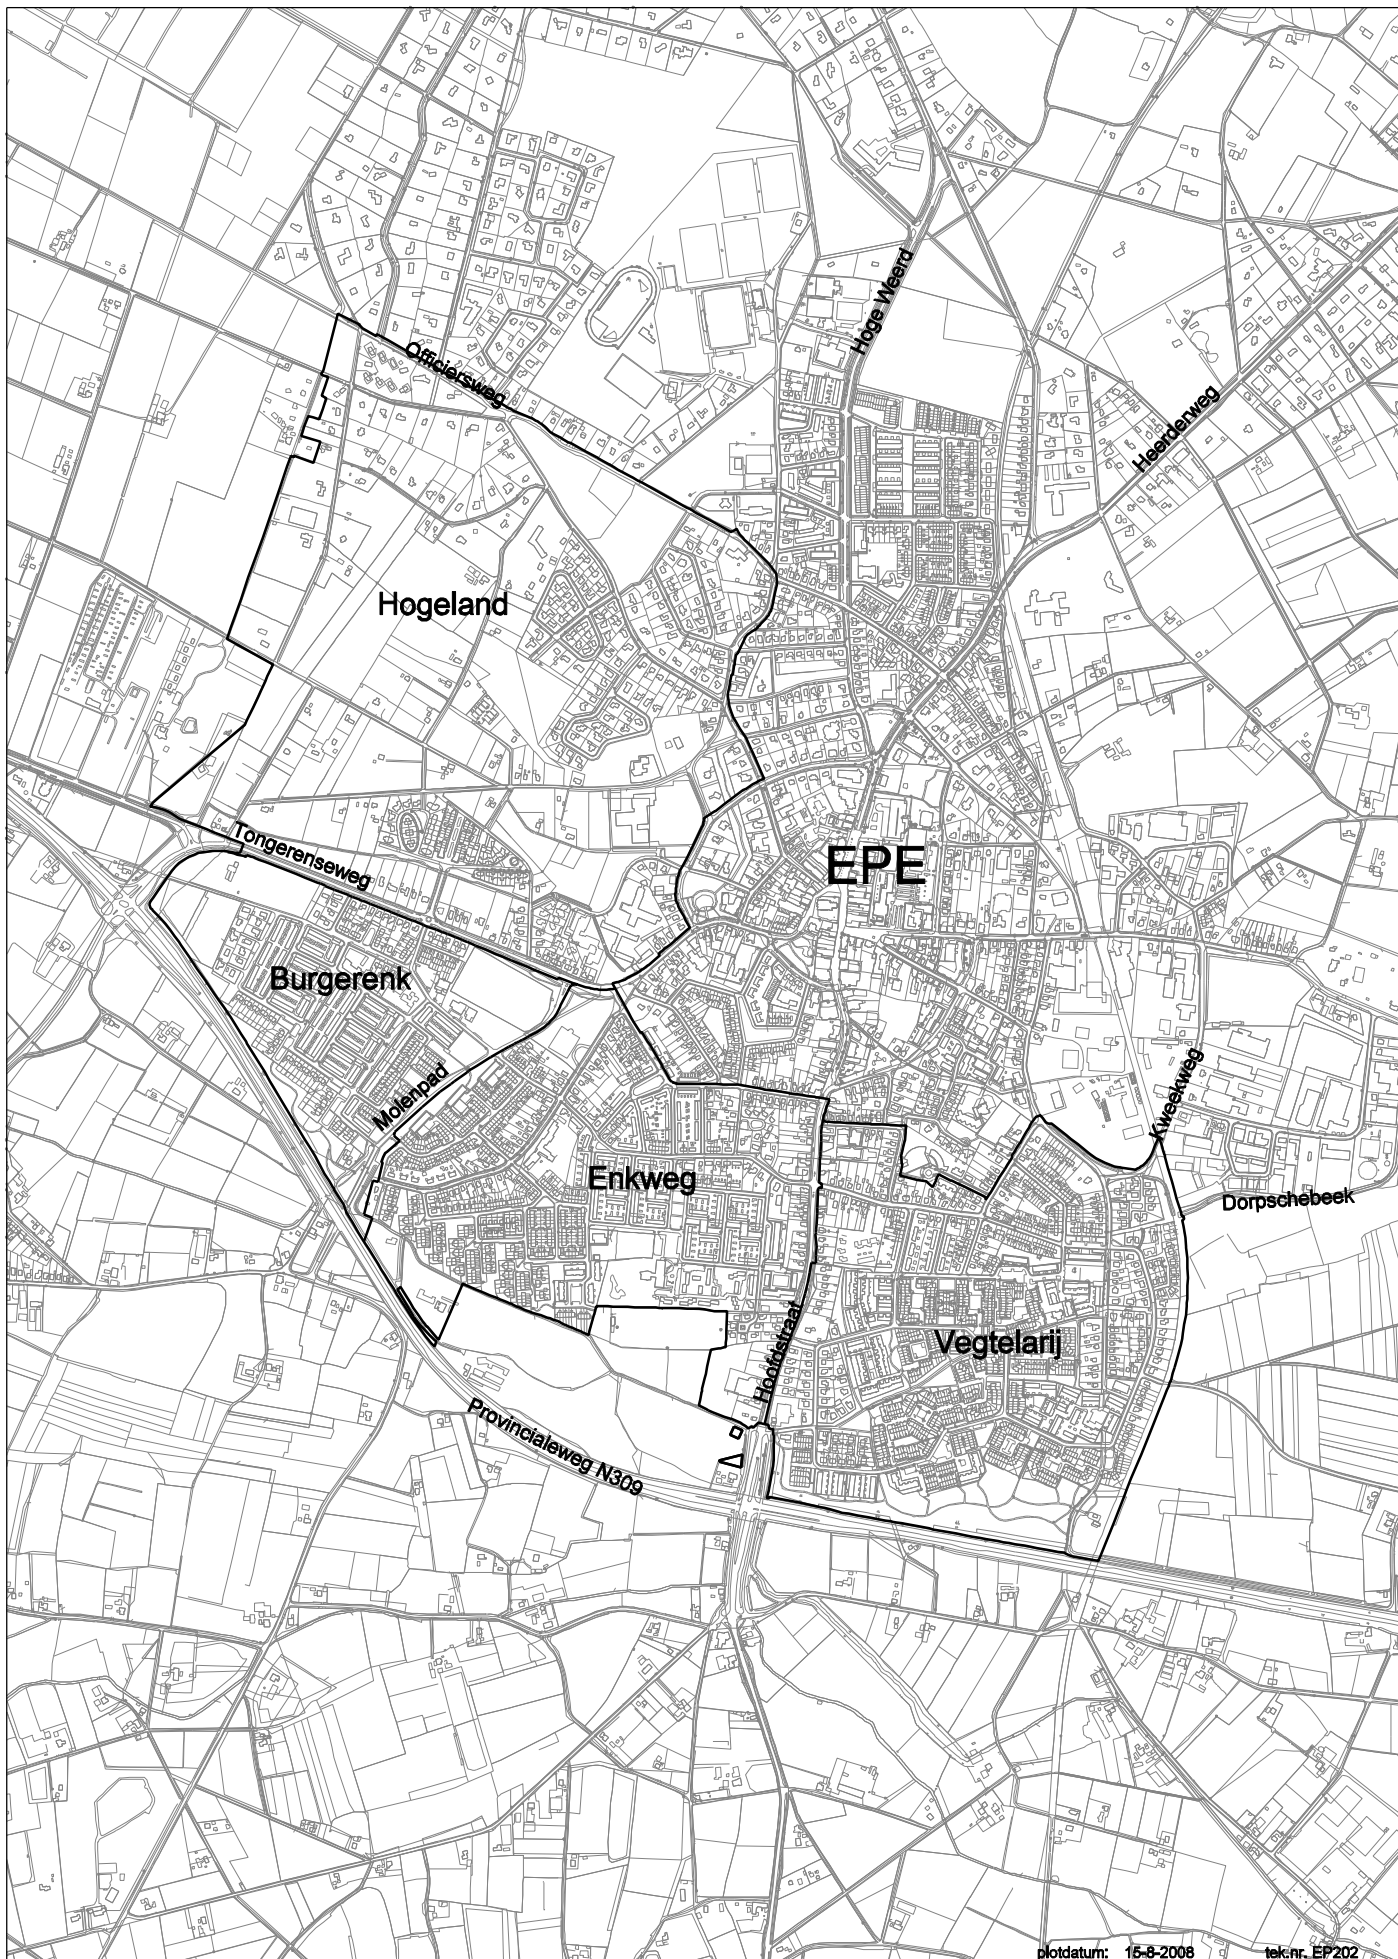 Hoge Weerd
Officiersweg
Heerderweg
Hogeland
Tongerenseweg
EPE
Burgerenk
Molenpad
Kweekweg
Enkweg
Dorpschebeek
Hoofdstraat
Vegtelarij
Provincialeweg N309
plotdatum: 15-8-2008 tek.nr. EP202